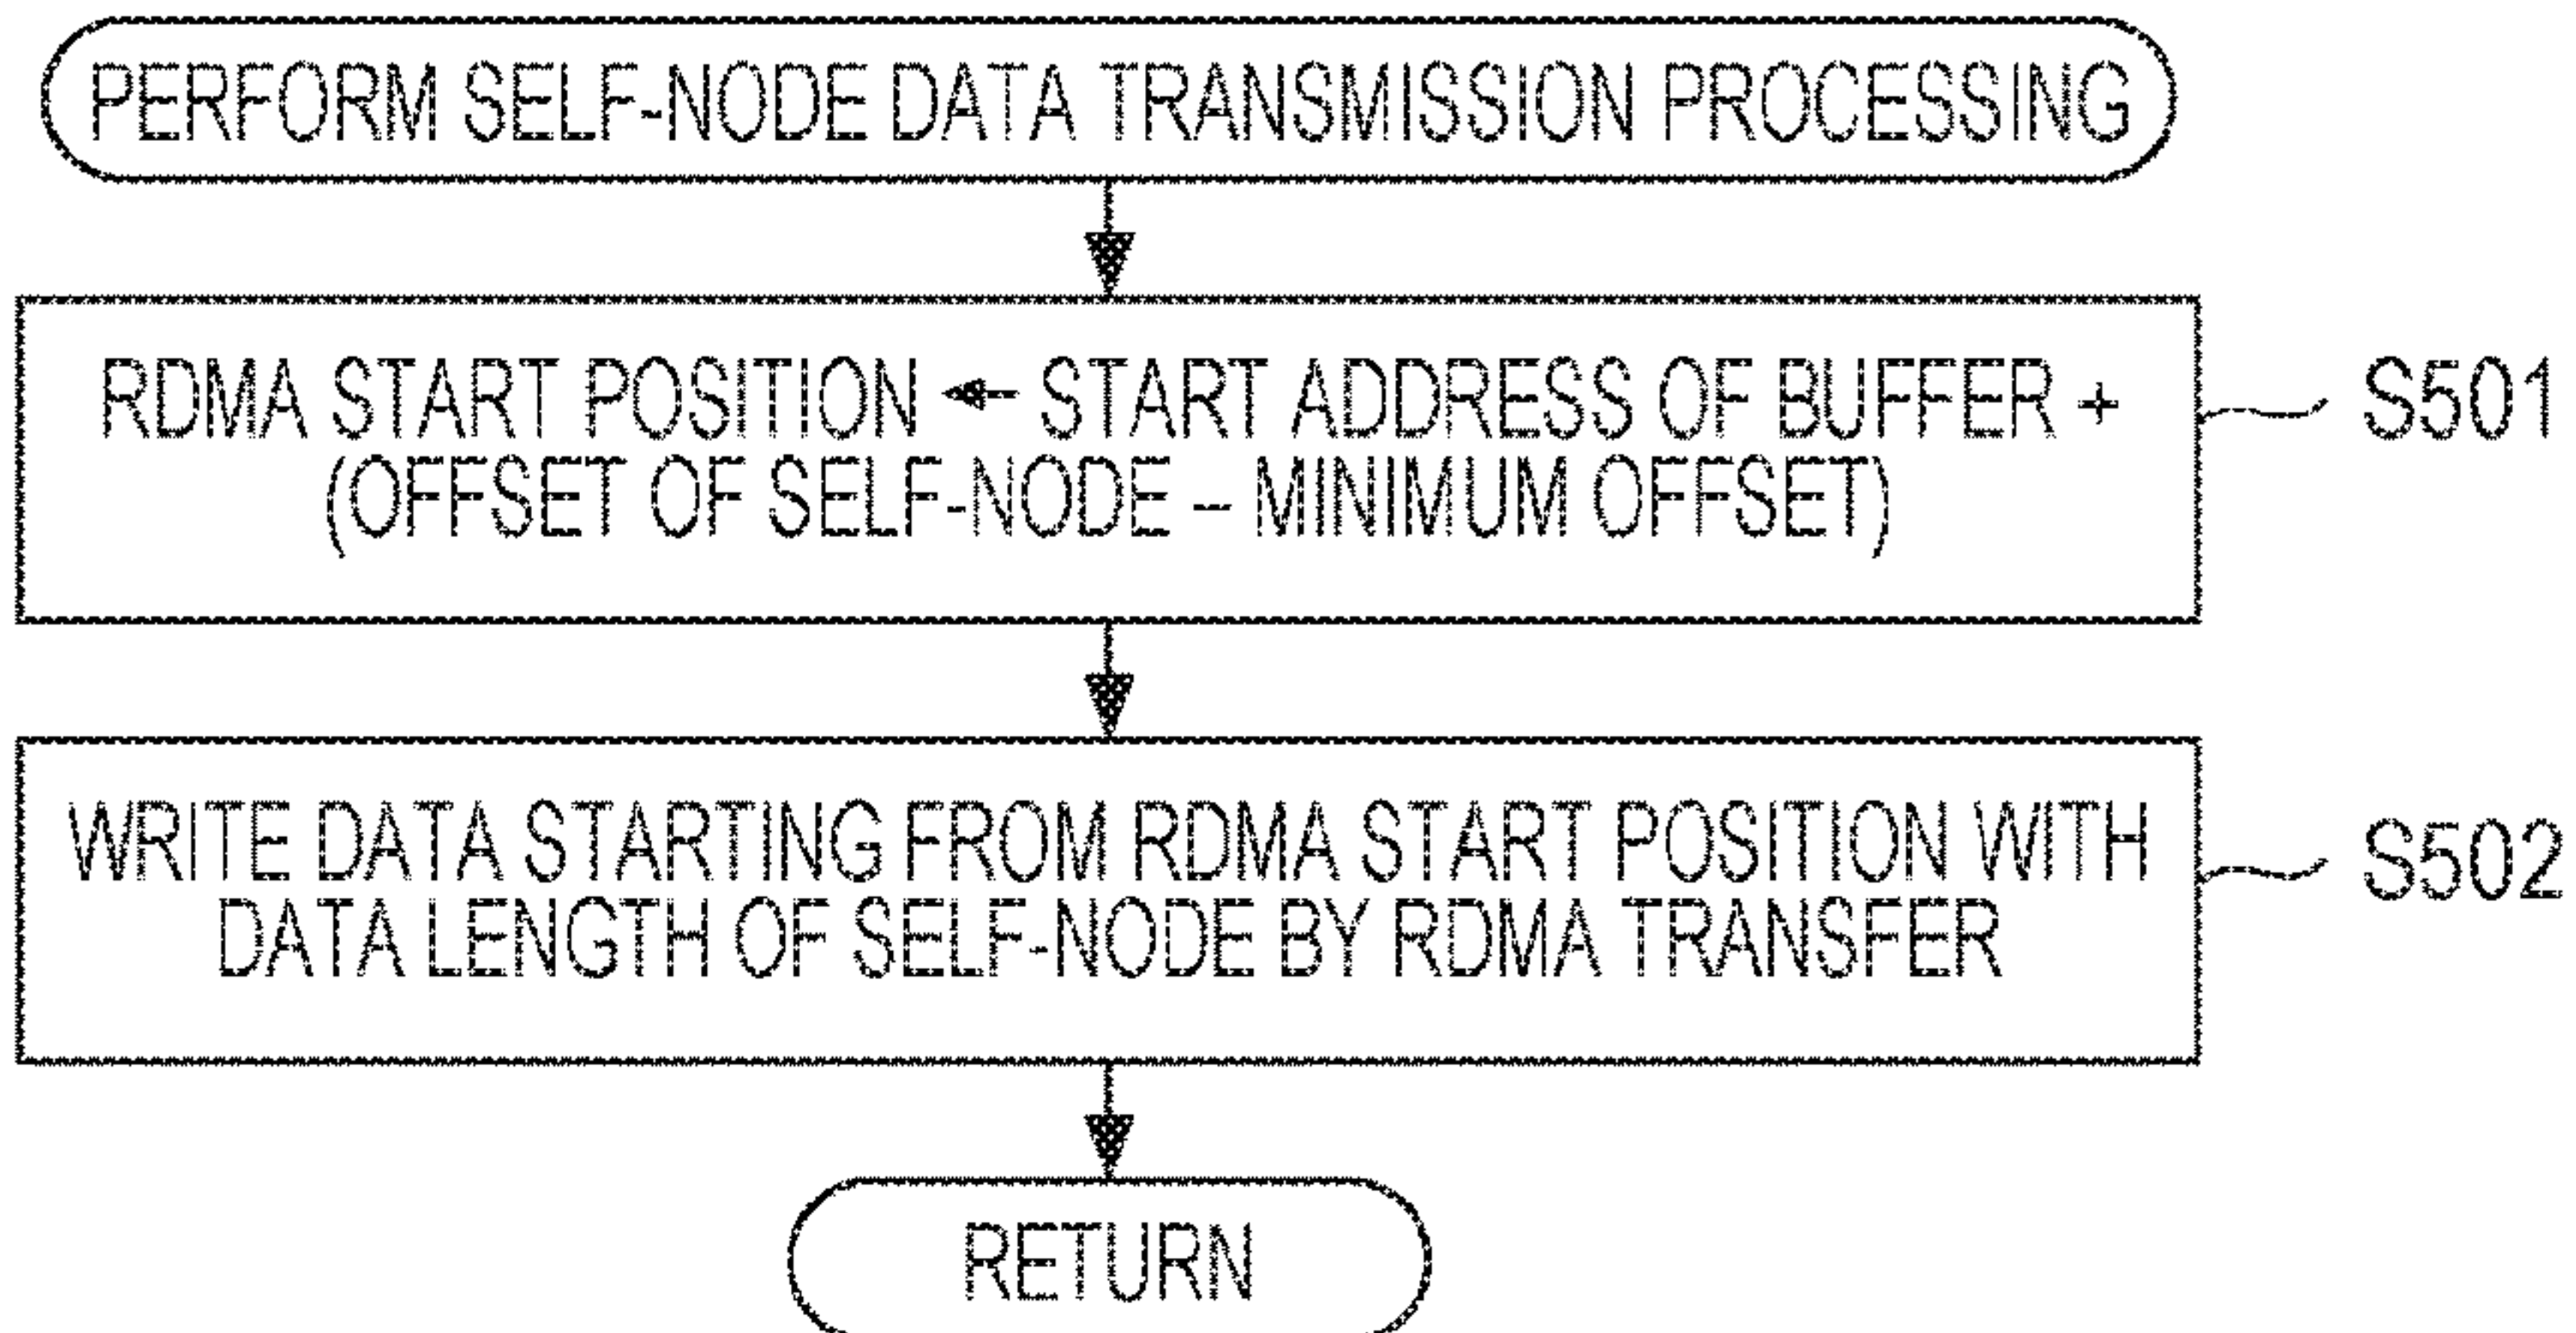 PERFORM SELF-NODE DATA TRANSMISSION PROCESSING
RDMA START POSITION ← START ADDRESS OF BUFFER +
(OFFSET OF SELF-NODE – MINIMUM OFFSET)
S501
WRITE DATA STARTING FROM RDMA START POSITION WITH
DATA LENGTH OF SELF-NODE BY RDMA TRANSFER
S502
RETURN